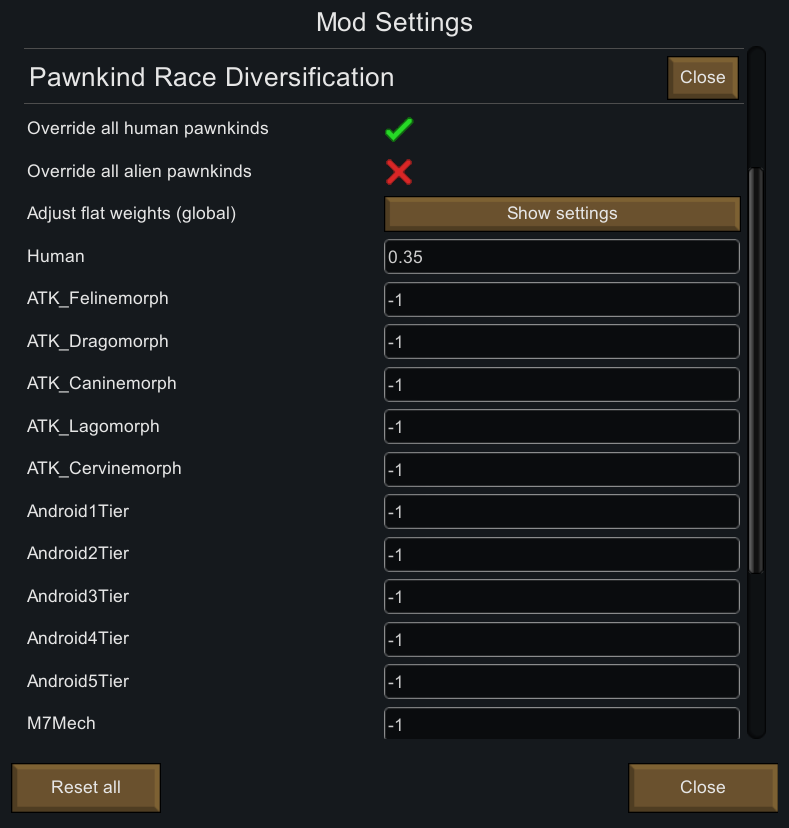 Mod Settings
Pawnkind Race Diversification
Close
Override all human pawnkinds
Override all alien pawnkinds
Adjust flat weights (global)
Show settings
Human
0.35
ATK_Felinemorph
-1
ATK_Dragomorph
-1
ATK_Caninemorph
-1
ATK_Lagomorph
-1
ATK_Cervinemorph
-1
Android1Tier
-1
Android2Tier
-1
Android3Tier
-1
Android4Tier
-1
Android5Tier
-1
M7Mech
-1
Reset all
Close